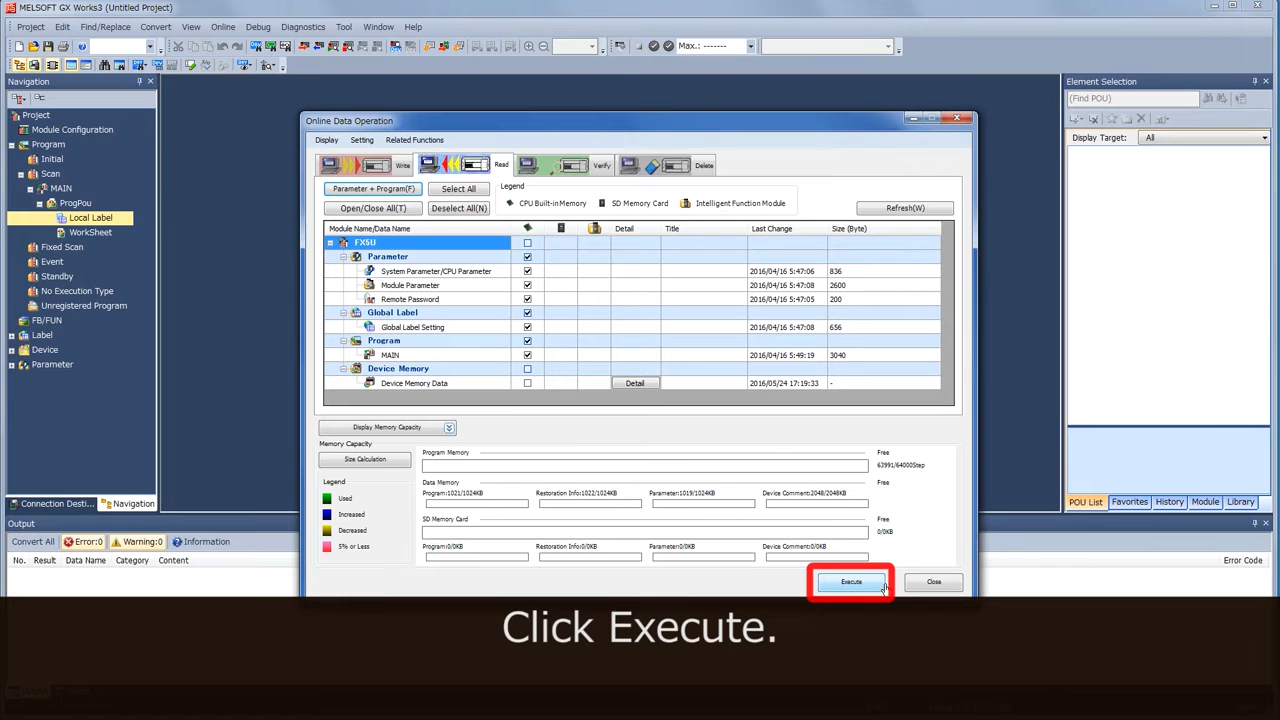 MELSOFT GX Works3 (Untitled Project)
Project Edit Find/Replace Convert View Online Debug Diagnostics Tool Window Help
Max.: -------
Navigation
Project
Module Configuration
Program
Initial
Scan
MAIN
ProgPou
Local Label
WorkSheet
Fixed Scan
Event
Standby
No Execution Type
Unregistered Program
FB/FUN
Label
Device
Parameter
Connection Desti... Navigation
Online Data Operation
Display Setting Related Functions
Write Read Verify Delete
Parameter + Program(F) Select All Legend
CPU Built-in Memory SD Memory Card Intelligent Function Module
Open/Close All(T) Deselect All(N) Refresh(W)
Module Name/Data Name Detail Title Last Change Size (Byte)
FX5U
Parameter
System Parameter/CPU Parameter 2016/04/16 5:47:06 836
Module Parameter 2016/04/16 5:47:08 2600
Remote Password 2016/04/16 5:47:05 200
Global Label
Global Label Setting 2016/04/16 5:47:08 656
Program
MAIN 2016/04/16 5:49:19 3040
Device Memory
Device Memory Data Detail 2016/05/24 17:19:33 -
Display Memory Capacity
Memory Capacity
Size Calculation
Legend
Used
Increased
Decreased
5% or Less
Program Memory Free
63991/64000Step
Data Memory Free
Program:1021/1024KB Restoration Info:1022/1024KB Parameter:1019/1024KB Device Comment:2048/2048KB
SD Memory Card Free
0/0KB
Program:0/0KB Restoration Info:0/0KB Parameter:0/0KB Device Comment:0/0KB
Execute Close
Element Selection
(Find POU)
Display Target: All
POU List Favorites History Module Library
Output
Convert All Error:0 Warning:0 Information
No. Result Data Name Category Content Error Code
Click Execute.